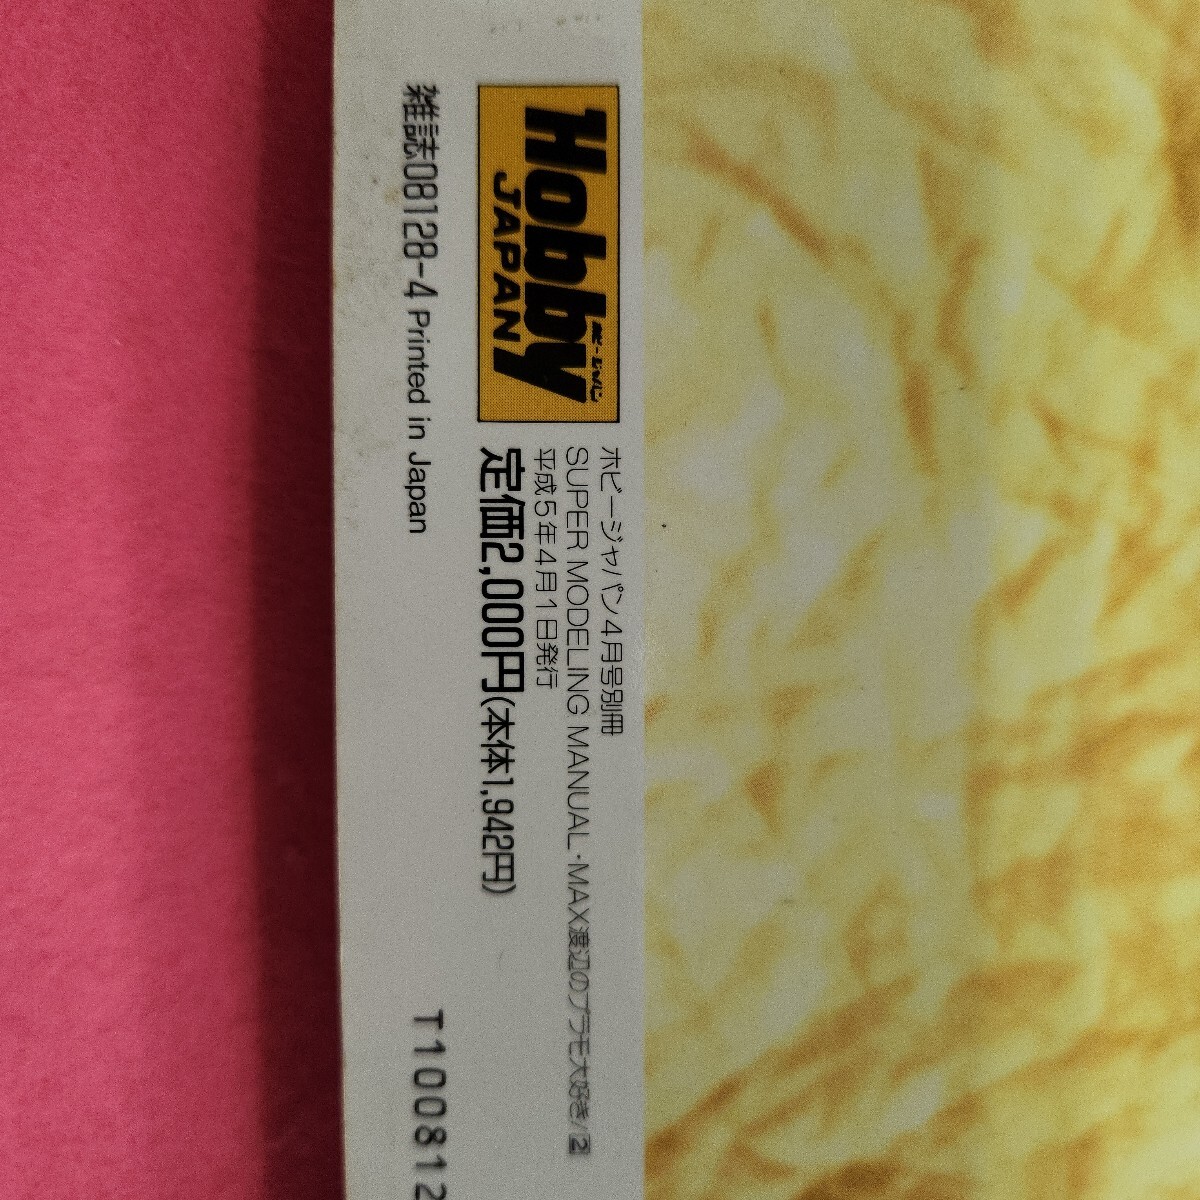 Hobby
ホビージャパン
JAPAN
ホビージャパン4月号別冊
SUPER MODELING MANUAL・MAX渡辺のプラモ大好き!2
平成5年4月1日発行
定価2,000円(本体1,942円)
雑誌08128-4 Printed in Japan
T100812